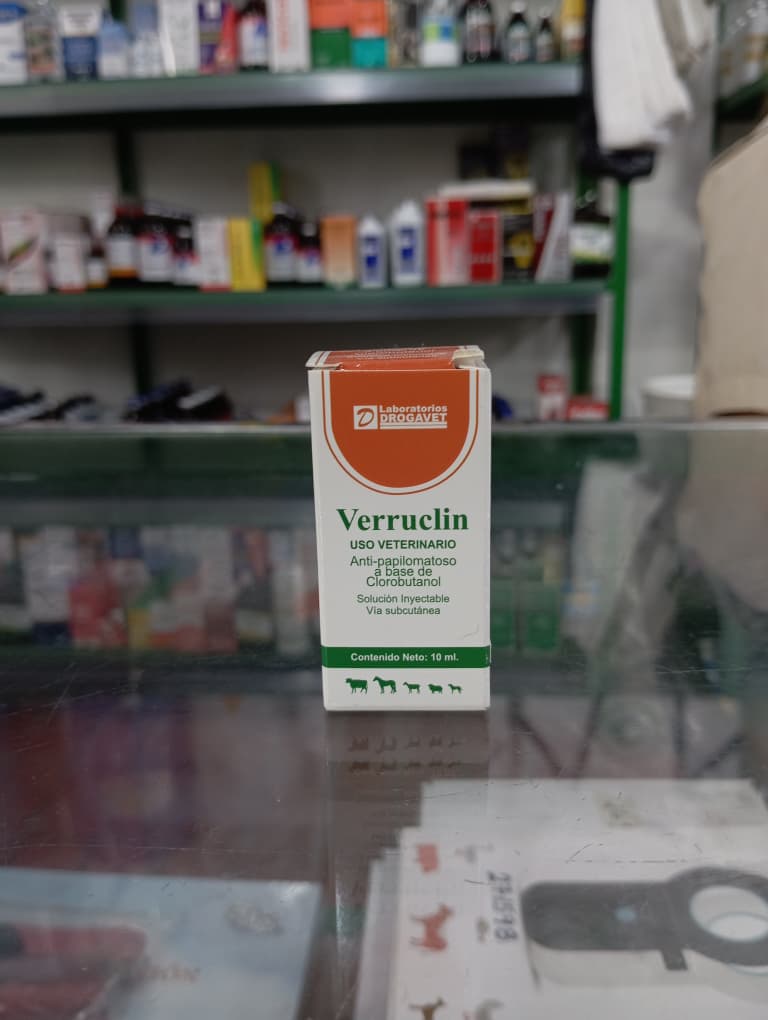 Laboratorios
DROGAVET
Verruclin
USO VETERINARIO
Anti-papilomatoso
a base de
Clorobutanol
Solución Inyectable
Vía subcutánea
Contenido Neto: 10 ml.